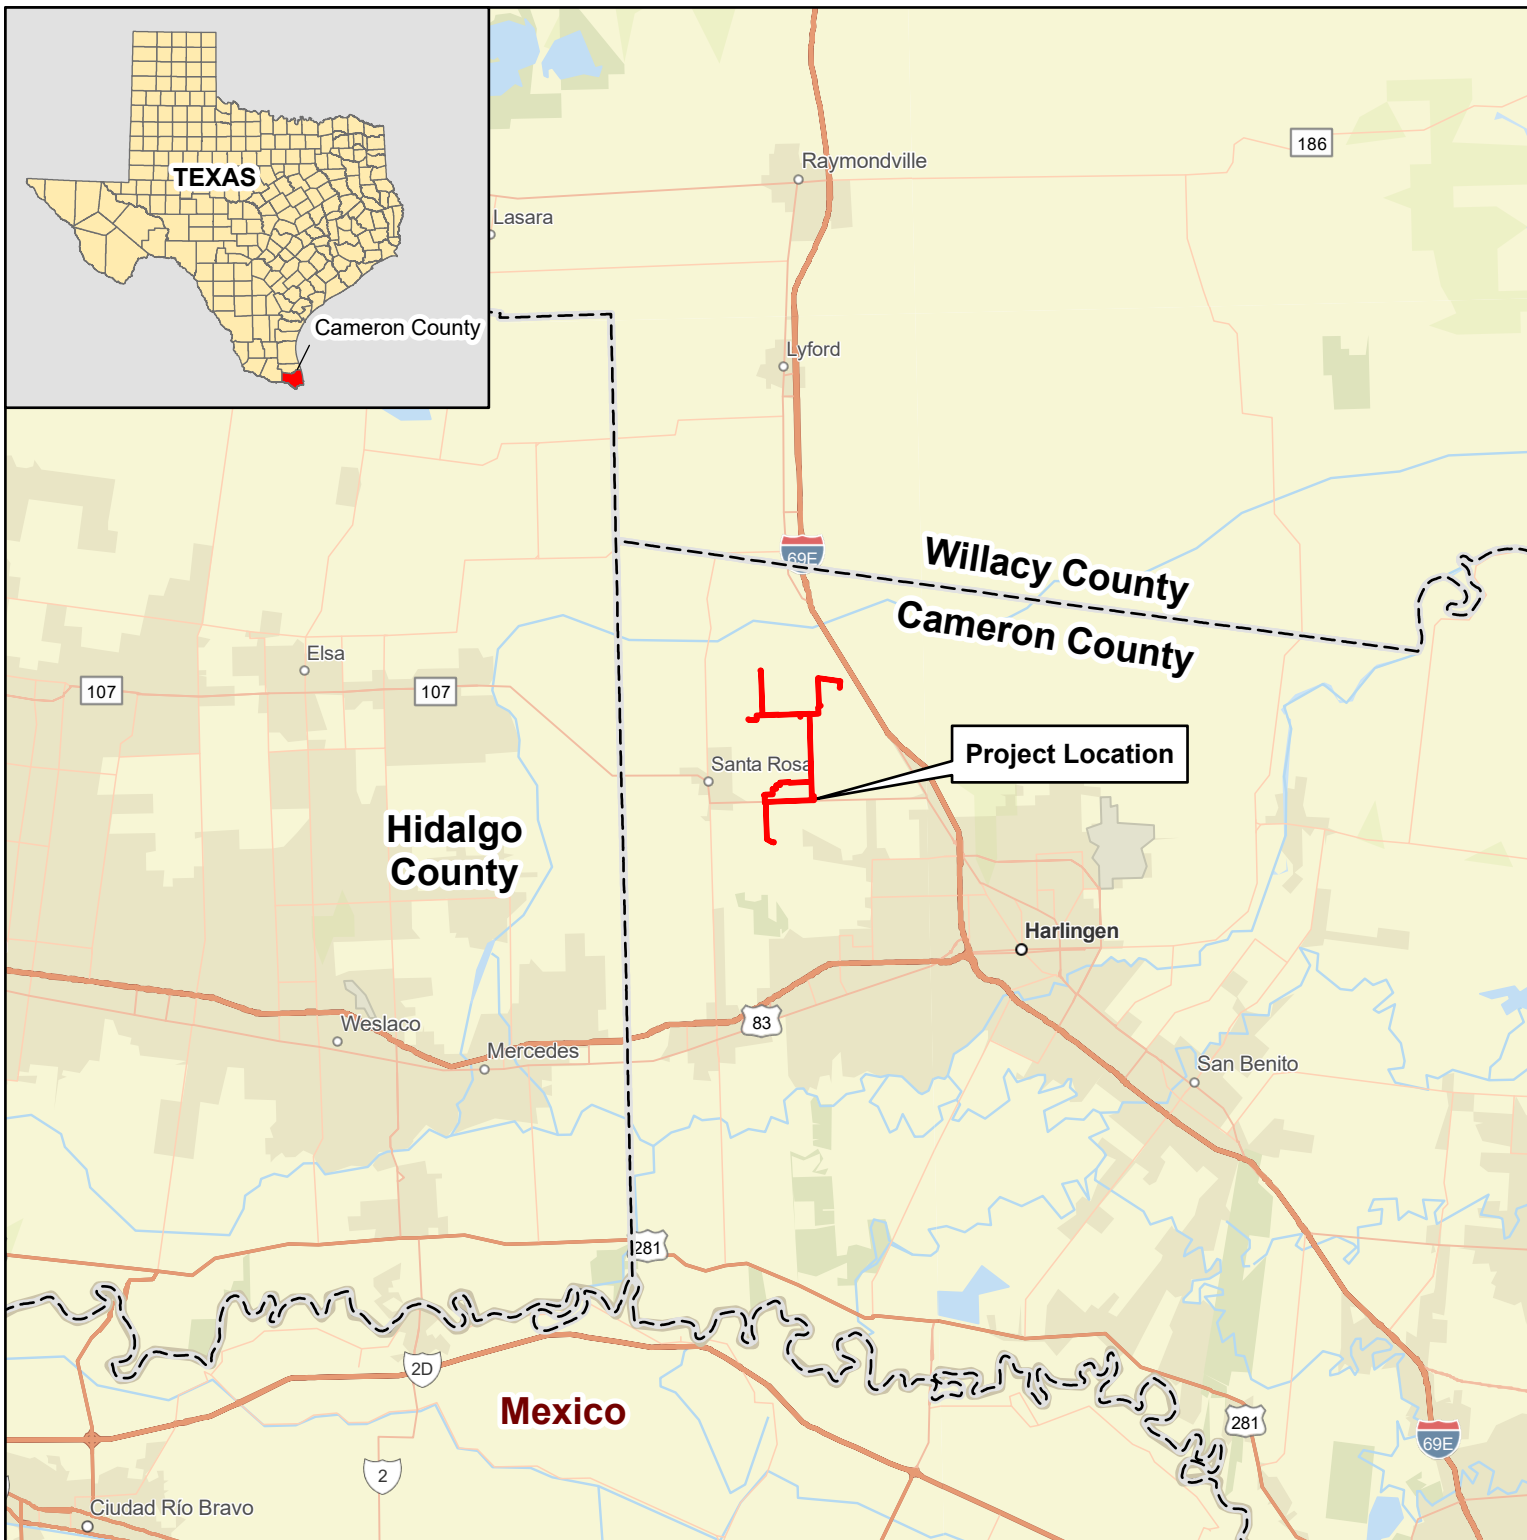 TEXAS
Cameron County
186
Raymondville
Lasara
Lyford
69E
Willacy County
Cameron County
Elsa
107
107
Santa Rosa
Project Location
Hidalgo
County
Harlingen
83
Weslaco
Mercedes
San Benito
281
2D
Mexico
281
69E
2
Ciudad Río Bravo